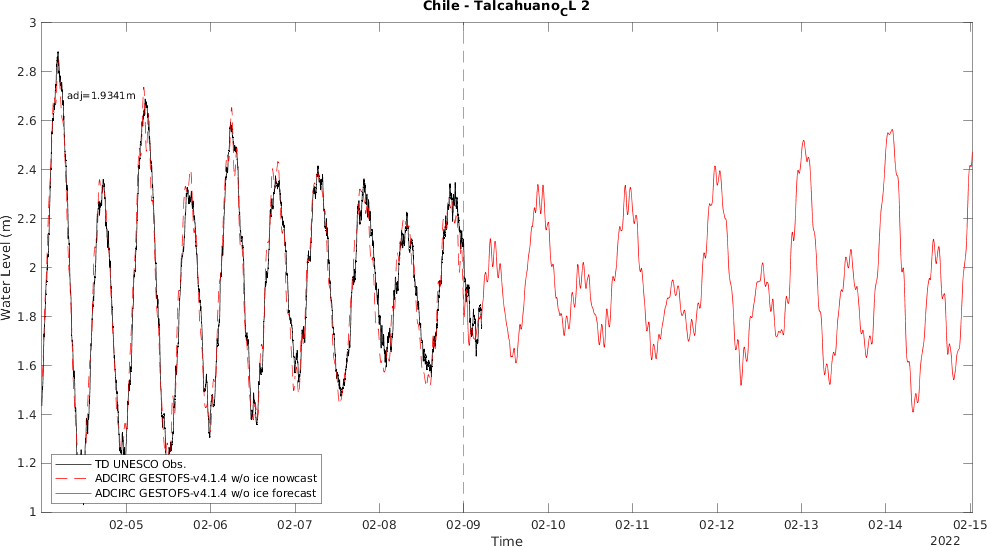 Chile - Talcahuano_CL 2
3
2.8
2.6
2.4
2.2
2
1.8
1.6
1.4
1.2
1
Water Level (m)
adj=1.9341m
TD UNESCO Obs.
ADCIRC GESTOFS-v4.1.4 w/o ice nowcast
ADCIRC GESTOFS-v4.1.4 w/o ice forecast
02-05 02-06 02-07 02-08 02-09 02-10 02-11 02-12 02-13 02-14 02-15
Time
2022